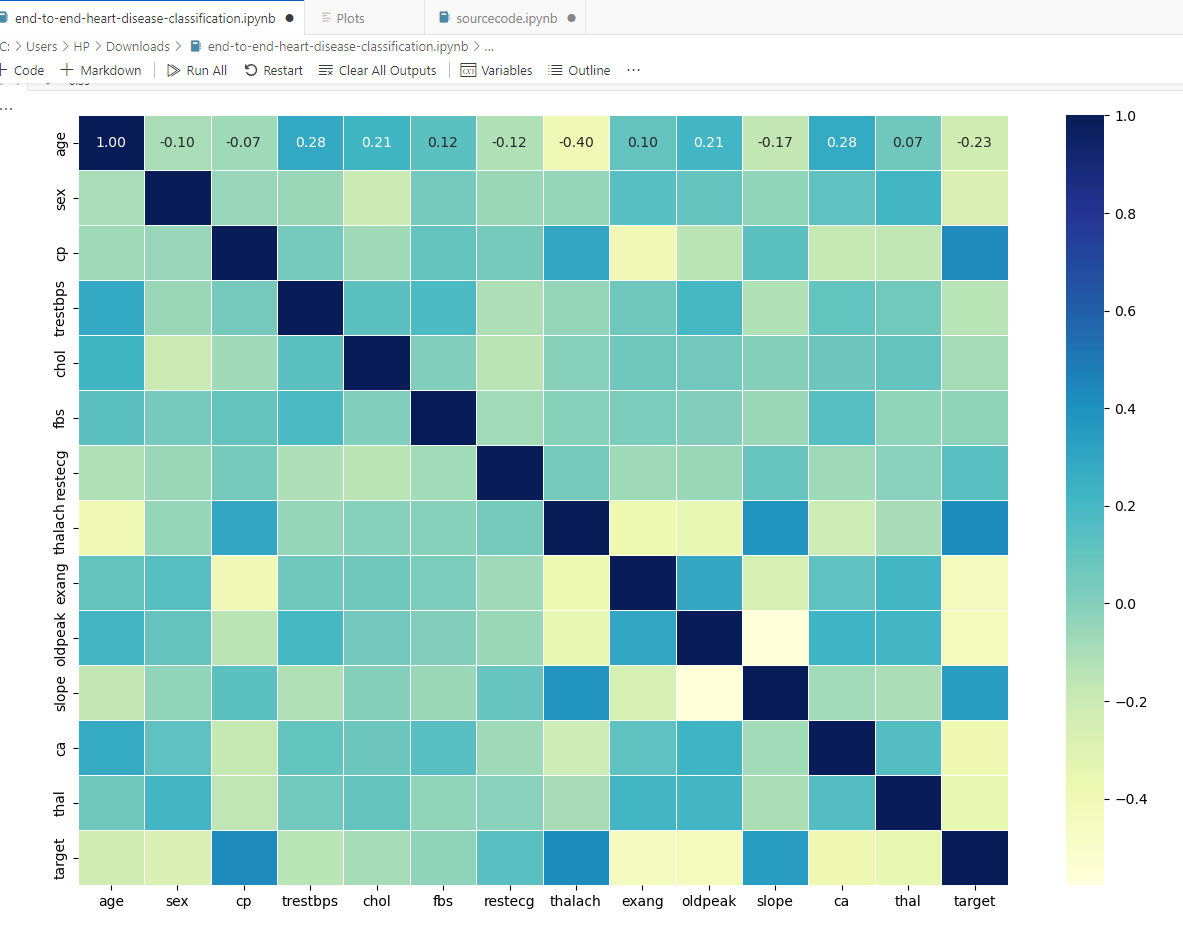 end-to-end-heart-disease-classification.ipynb ● Plots sourcecode.ipynb ●
C: > Users > HP > Downloads > end-to-end-heart-disease-classification.ipynb > ...
+ Code + Markdown Run All Restart Clear All Outputs Variables Outline ...
...
age 1.00 -0.10 -0.07 0.28 0.21 0.12 -0.12 -0.40 0.10 0.21 -0.17 0.28 0.07 -0.23
sex
cp
trestbps
chol
fbs
restecg
thalach
exang
oldpeak
slope
ca
thal
target
age sex cp trestbps chol fbs restecg thalach exang oldpeak slope ca thal target
1.0
0.8
0.6
0.4
0.2
0.0
−0.2
−0.4